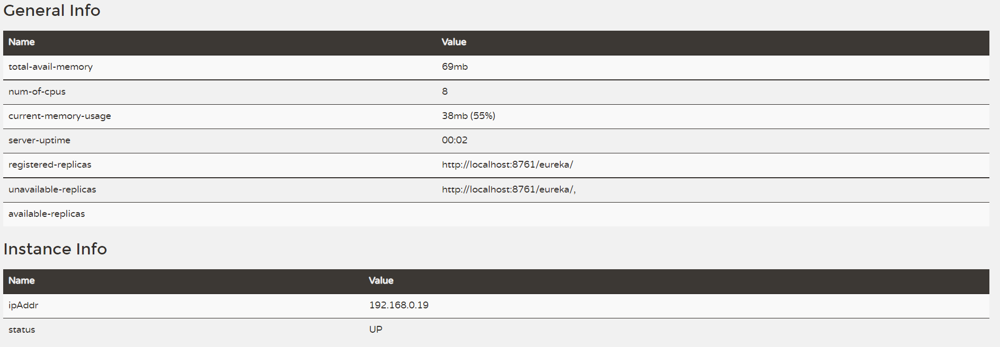 General Info
Name Value
total-avail-memory 69mb
num-of-cpus 8
current-memory-usage 38mb (55%)
server-uptime 00:02
registered-replicas http://localhost:8761/eureka/
unavailable-replicas http://localhost:8761/eureka/,
available-replicas
Instance Info
Name Value
ipAddr 192.168.0.19
status UP